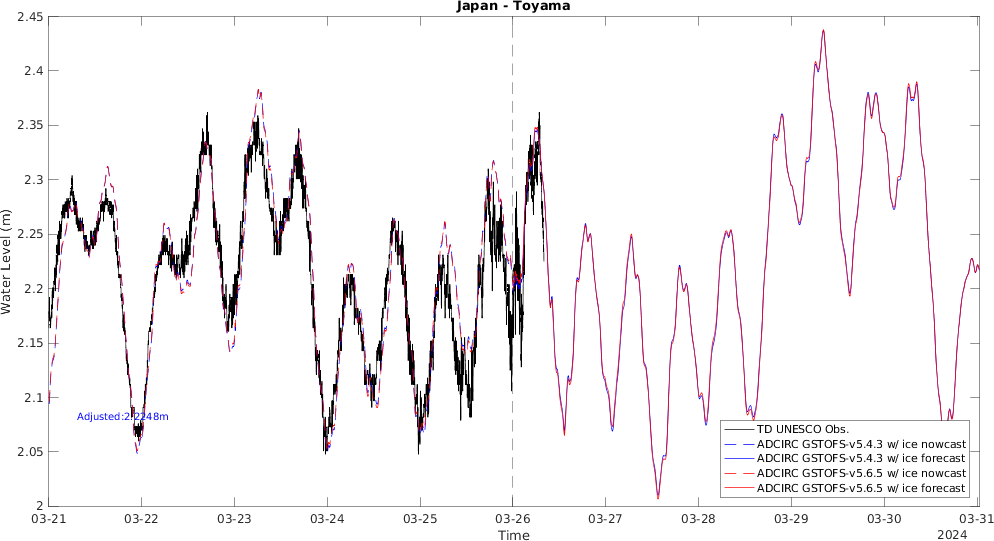 Japan - Toyama
Water Level (m)
2.45
2.4
2.35
2.3
2.25
2.2
2.15
2.1
2.05
2
Adjusted:2.2248m
TD UNESCO Obs.
ADCIRC GSTOFS-v5.4.3 w/ ice nowcast
ADCIRC GSTOFS-v5.4.3 w/ ice forecast
ADCIRC GSTOFS-v5.6.5 w/ ice nowcast
ADCIRC GSTOFS-v5.6.5 w/ ice forecast
03-21 03-22 03-23 03-24 03-25 03-26 03-27 03-28 03-29 03-30 03-31
Time
2024